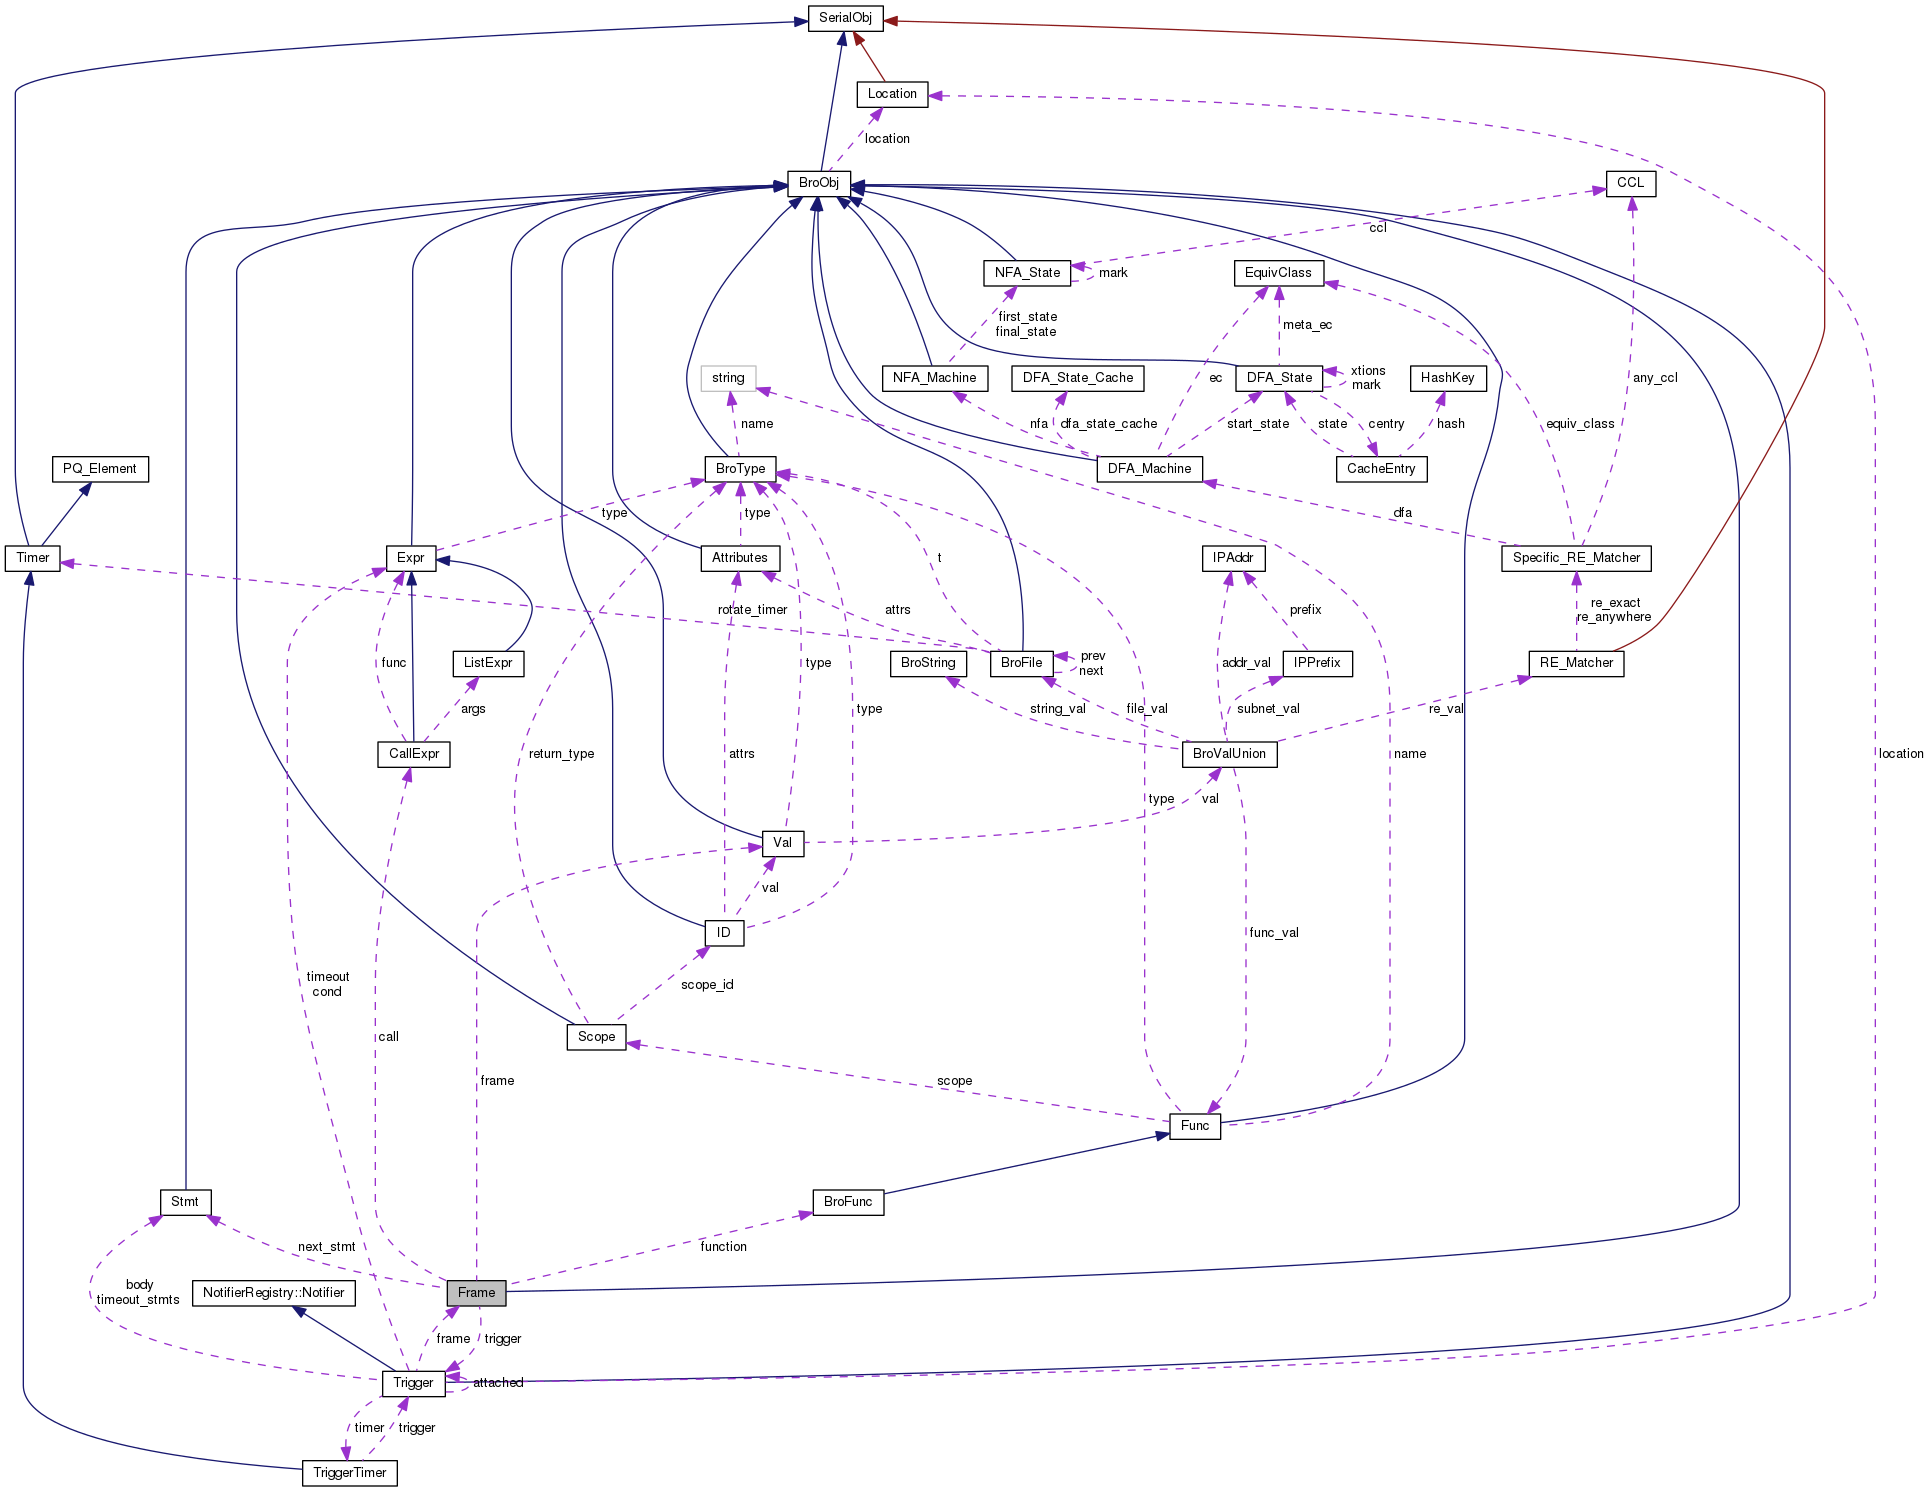 SerialObj
Location
location
BroObj
CCL
ccl
NFA_State
mark
EquivClass
first_state
final_state
meta_ec
string
NFA_Machine
DFA_State_Cache
ec
DFA_State
xtions
mark
HashKey
any_ccl
name
nfa
dfa_state_cache
start_state
state
centry
hash
equiv_class
PQ_Element
BroType
DFA_Machine
CacheEntry
type
type
dfa
Timer
Expr
Attributes
t
IPAddr
Specific_RE_Matcher
rotate_timer
attrs
prefix
re_exact
re_anywhere
func
ListExpr
type
BroString
BroFile
prev
next
addr_val
IPPrefix
RE_Matcher
args
type
string_val
file_val
subnet_val
re_val
CallExpr
return_type
attrs
BroValUnion
name
location
type
val
Val
val
ID
func_val
timeout
cond
scope_id
call
Scope
frame
scope
Func
Stmt
BroFunc
next_stmt
function
body
timeout_stmts
NotifierRegistry::Notifier
Frame
frame
trigger
Trigger
attached
timer
trigger
TriggerTimer